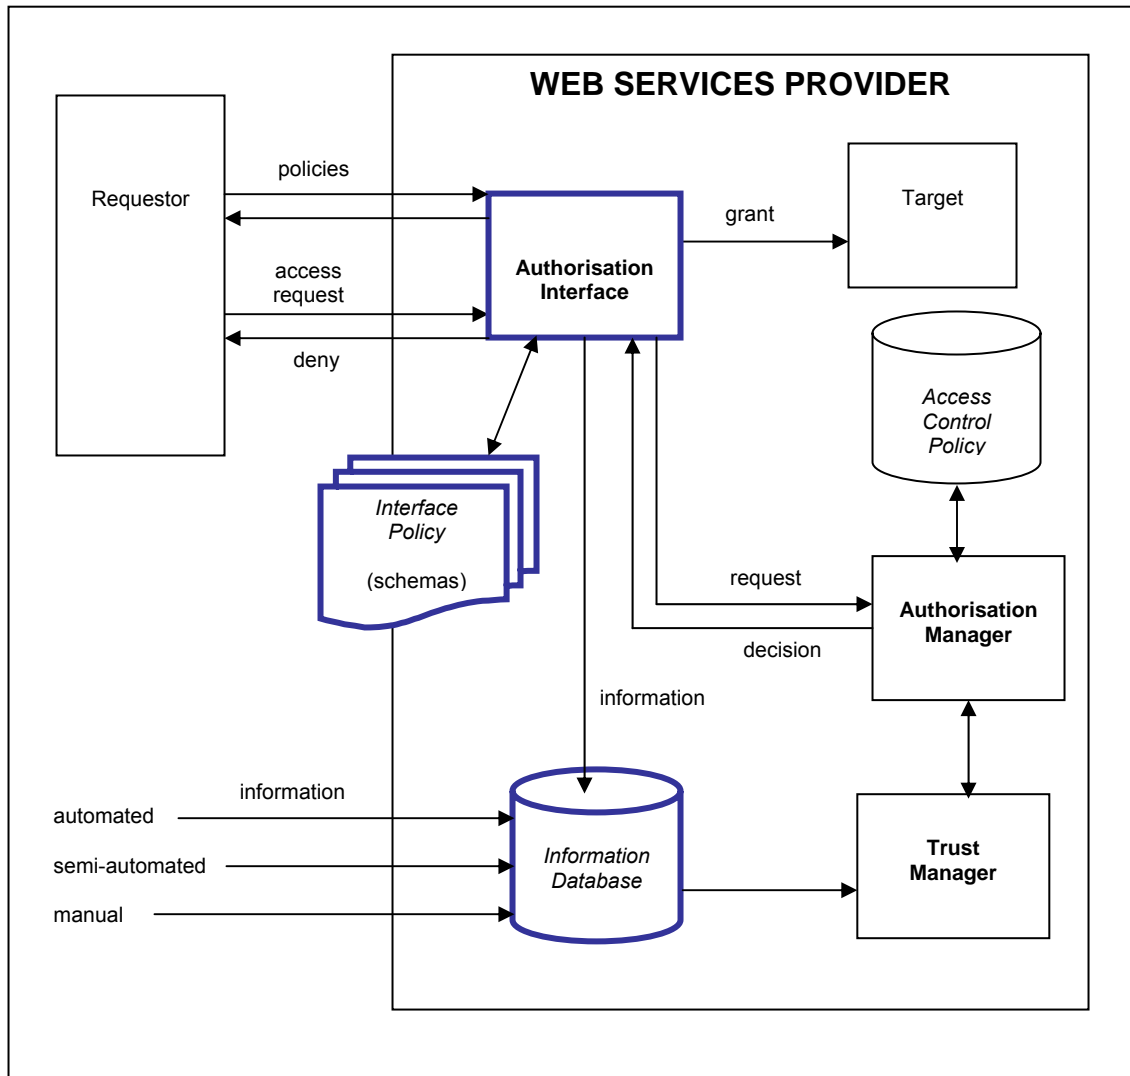 WEB SERVICES PROVIDER
Requestor
policies
access
request
deny
Authorisation
Interface
grant
Target
Access
Control
Policy
Interface
Policy
(schemas)
request
decision
Authorisation
Manager
information
information
automated
semi-automated
manual
Information
Database
Trust
Manager